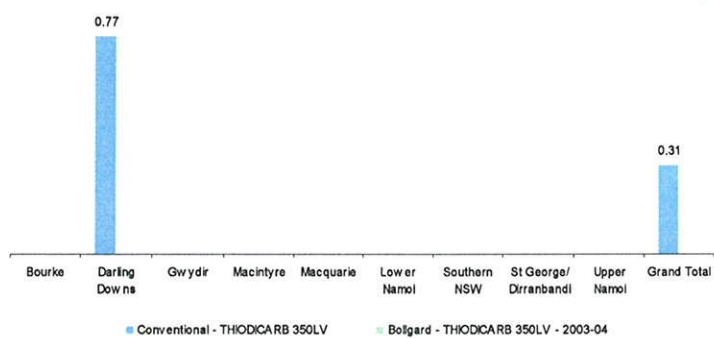 0.77
0.31
Bourke Darling Downs Gwydir Macintyre Macquarie Lower Namoi Southern NSW St George/ Dirranbandi Upper Namoi Grand Total
Conventional - THIODICARB 350LV Bollgard - THIODICARB 350LV - 2003-04